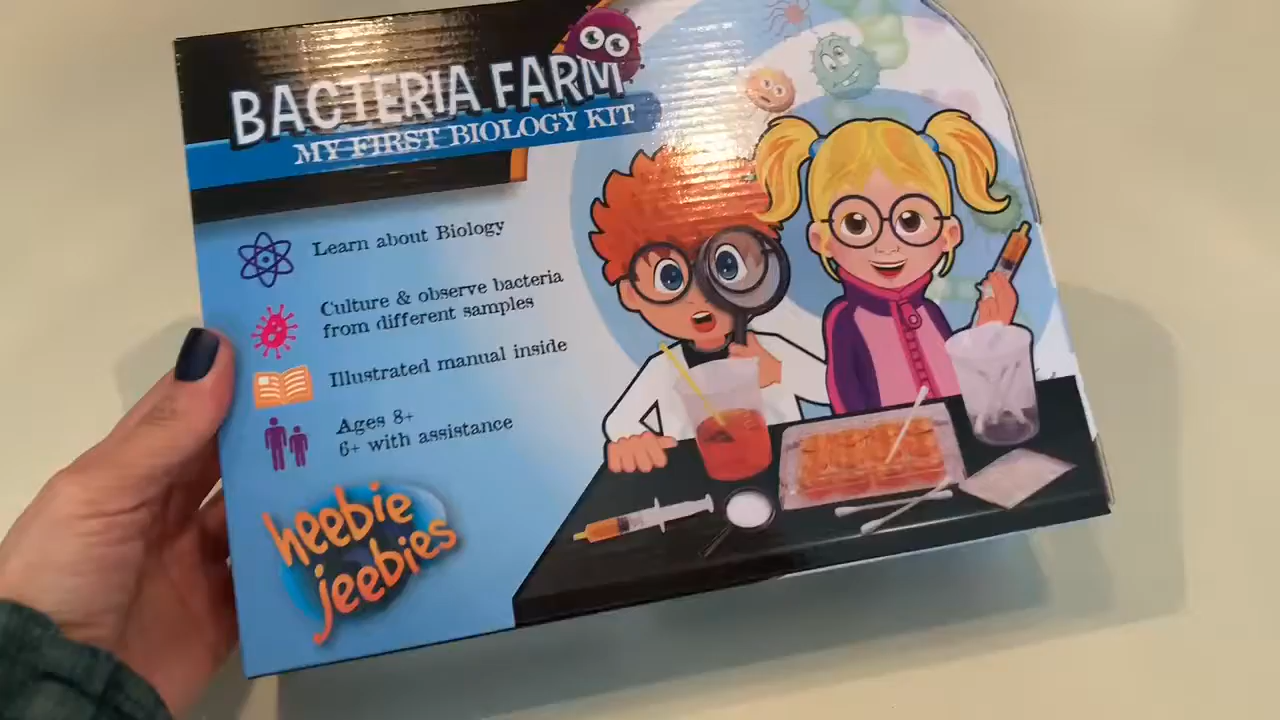 BACTERIA FARM
MY FIRST BIOLOGY KIT
Learn about Biology
Culture & observe bacteria
from different samples
Illustrated manual inside
Ages 8+
6+ with assistance
heebie
jeebies